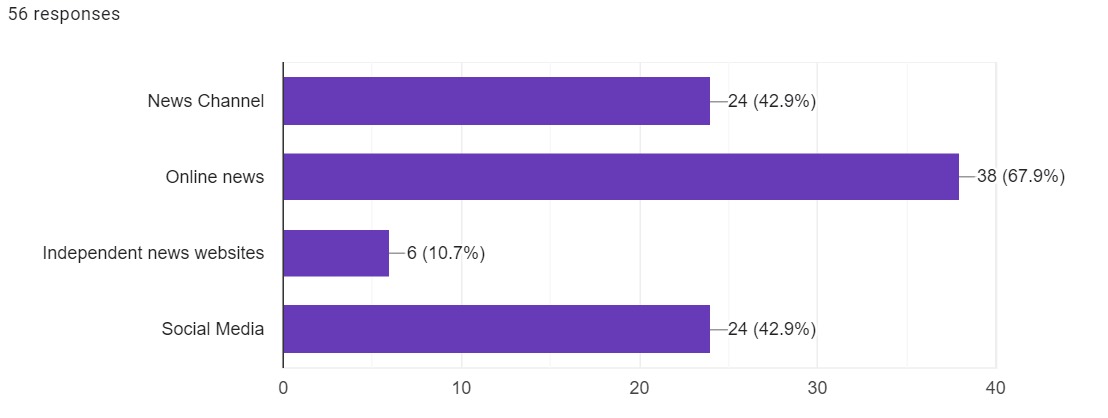 56 responses
News Channel 24 (42.9%)
Online news 38 (67.9%)
Independent news websites 6 (10.7%)
Social Media 24 (42.9%)
0 10 20 30 40